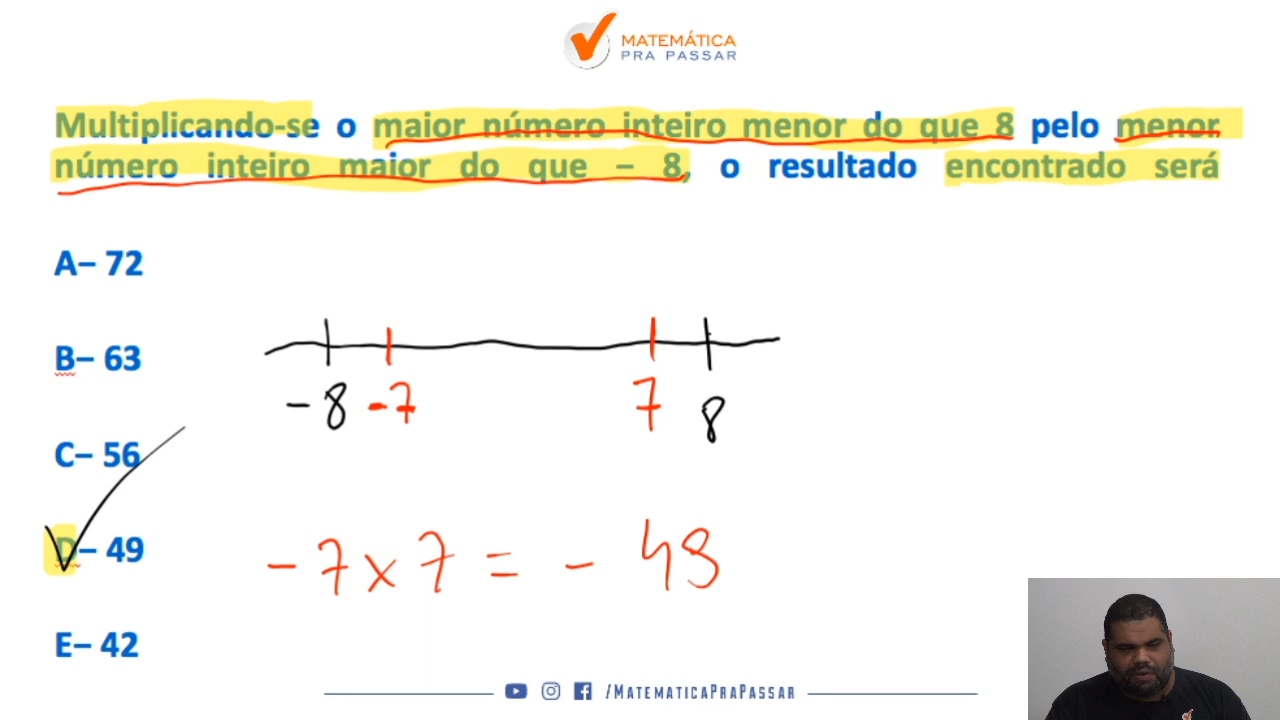 MATEMÁTICA
PRA PASSAR
Multiplicando-se o maior número inteiro menor do que 8 pelo menor
número inteiro maior do que – 8, o resultado encontrado será
A– 72
B– 63
-8 -7 7 8
C– 56
D– 49
-7 x 7 = - 49
E– 42
/MATEMATICAPRAPASSAR